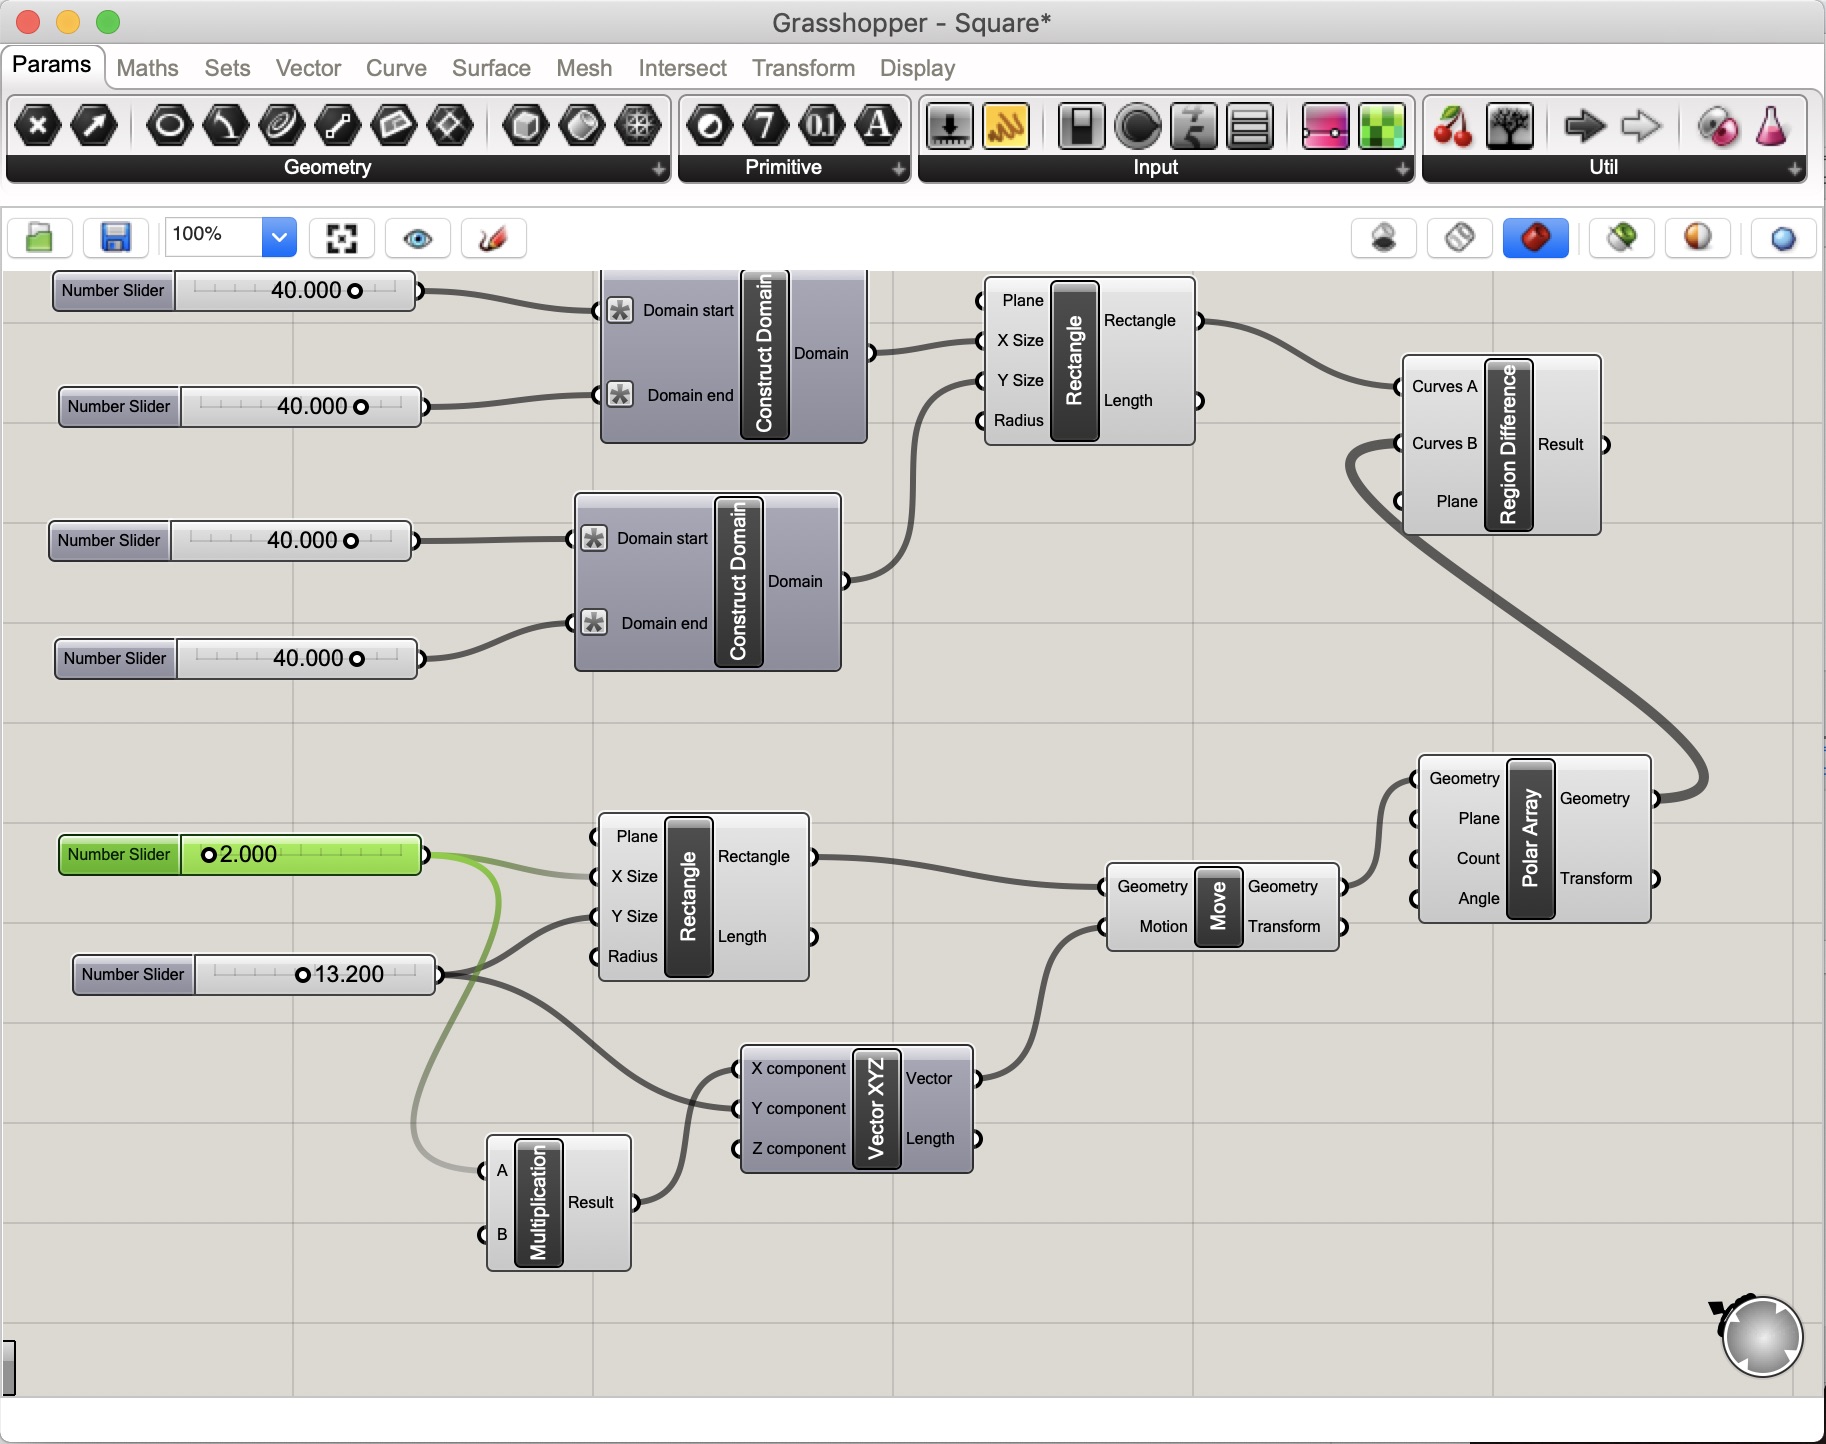 Grasshopper - Square*
Params Maths Sets Vector Curve Surface Mesh Intersect Transform Display
7 0.1 A
Geometry Primitive Input Util
100%
Number Slider 40.000
Domain start
Domain end
Construct Domain
Domain
Number Slider 40.000
Plane
X Size
Y Size
Radius
Rectangle
Rectangle
Length
Curves A
Curves B
Plane
Region Difference
Result
Number Slider 40.000
Domain start
Domain end
Construct Domain
Domain
Number Slider 40.000
Number Slider 2.000
Number Slider 13.200
Plane
X Size
Y Size
Radius
Rectangle
Rectangle
Length
Geometry
Motion
Move
Geometry
Transform
Geometry
Plane
Count
Angle
Polar Array
Geometry
Transform
X component
Y component
Z component
Vector XYZ
Vector
Length
A
B
Multiplication
Result